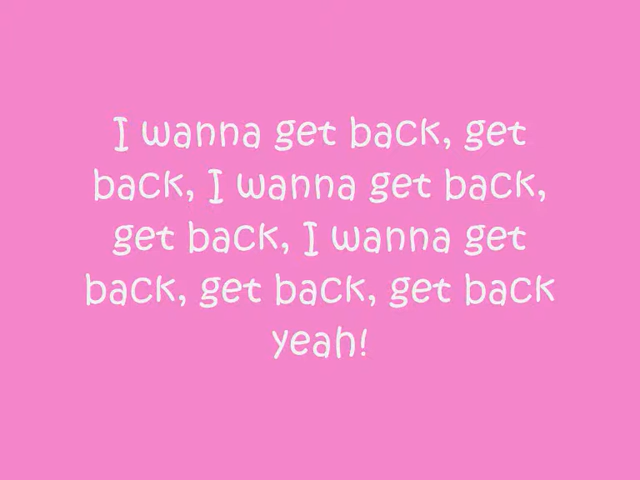 I wanna get back, get
back, I wanna get back,
get back, I wanna get
back, get back, get back
yeah!